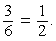 3/6 = 1/2.